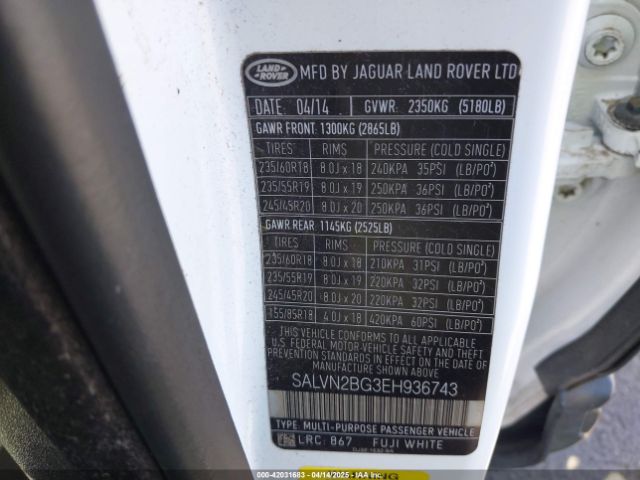 LAND ROVER
MFD BY JAGUAR LAND ROVER LTD
DATE: 04/14 GVWR: 2350KG (5180LB)
GAWR FRONT: 1300KG (2865LB)
TIRES RIMS PRESSURE (COLD SINGLE)
235/60R18 8.0J x 18 240KPA 35PSI (LB/PO²)
235/55R19 8.0J x 19 250KPA 36PSI (LB/PO²)
245/45R20 8.0J x 20 250KPA 36PSI (LB/PO²)
GAWR REAR: 1145KG (2525LB)
TIRES RIMS PRESSURE (COLD SINGLE)
235/60R18 8.0J x 18 210KPA 31PSI (LB/PO²)
235/55R19 8.0J x 19 220KPA 32PSI (LB/PO²)
245/45R20 8.0J x 20 220KPA 32PSI (LB/PO²)
155/85R18 4.0J x 18 420KPA 60PSI (LB/PO²)
THIS VEHICLE CONFORMS TO ALL APPLICABLE
U.S. FEDERAL MOTOR VEHICLE SAFETY
STANDARDS IN EFFECT ON THE DATE OF
MANUFACTURE SHOWN ABOVE.
SALVN2BG3EH936743
TYPE: MULTI-PURPOSE PASSENGER VEHICLE
LRC: 867 FUJI WHITE
000-42031683 - 04/14/2025 -